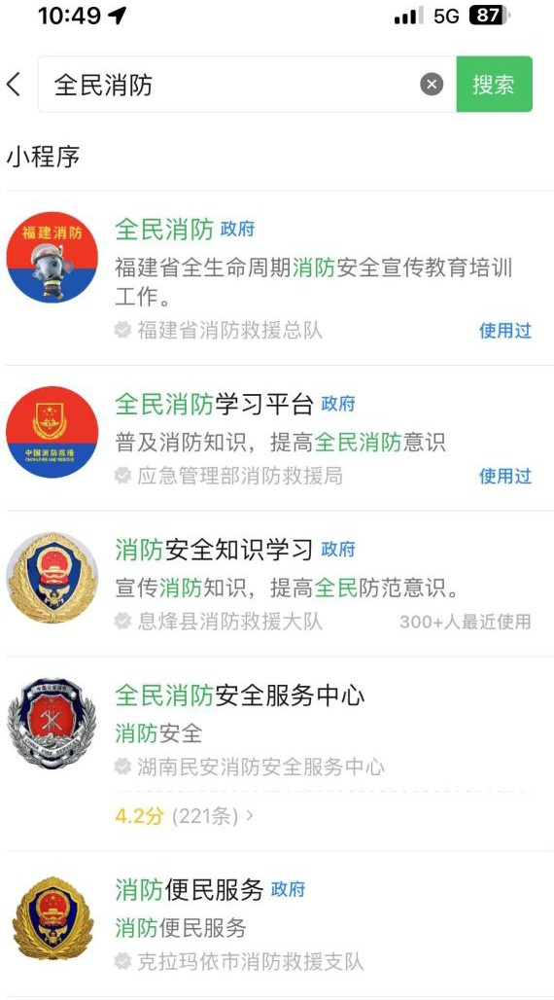 10:49
5G 87
全民消防
搜索
小程序
福建消防
全民消防 政府
福建省全生命周期消防安全宣传教育培训
工作。
福建省消防救援总队
使用过
中国消防救援
CHINA FIRE AND RESCUE
全民消防学习平台 政府
普及消防知识，提高全民消防意识
应急管理部消防救援局
使用过
消防安全知识学习 政府
宣传消防知识，提高全民防范意识。
息烽县消防救援大队
300+人最近使用
全民消防安全服务中心
消防安全
湖南民安消防安全服务中心
4.2分 (221条) >
消防便民服务 政府
消防便民服务
克拉玛依市消防救援支队